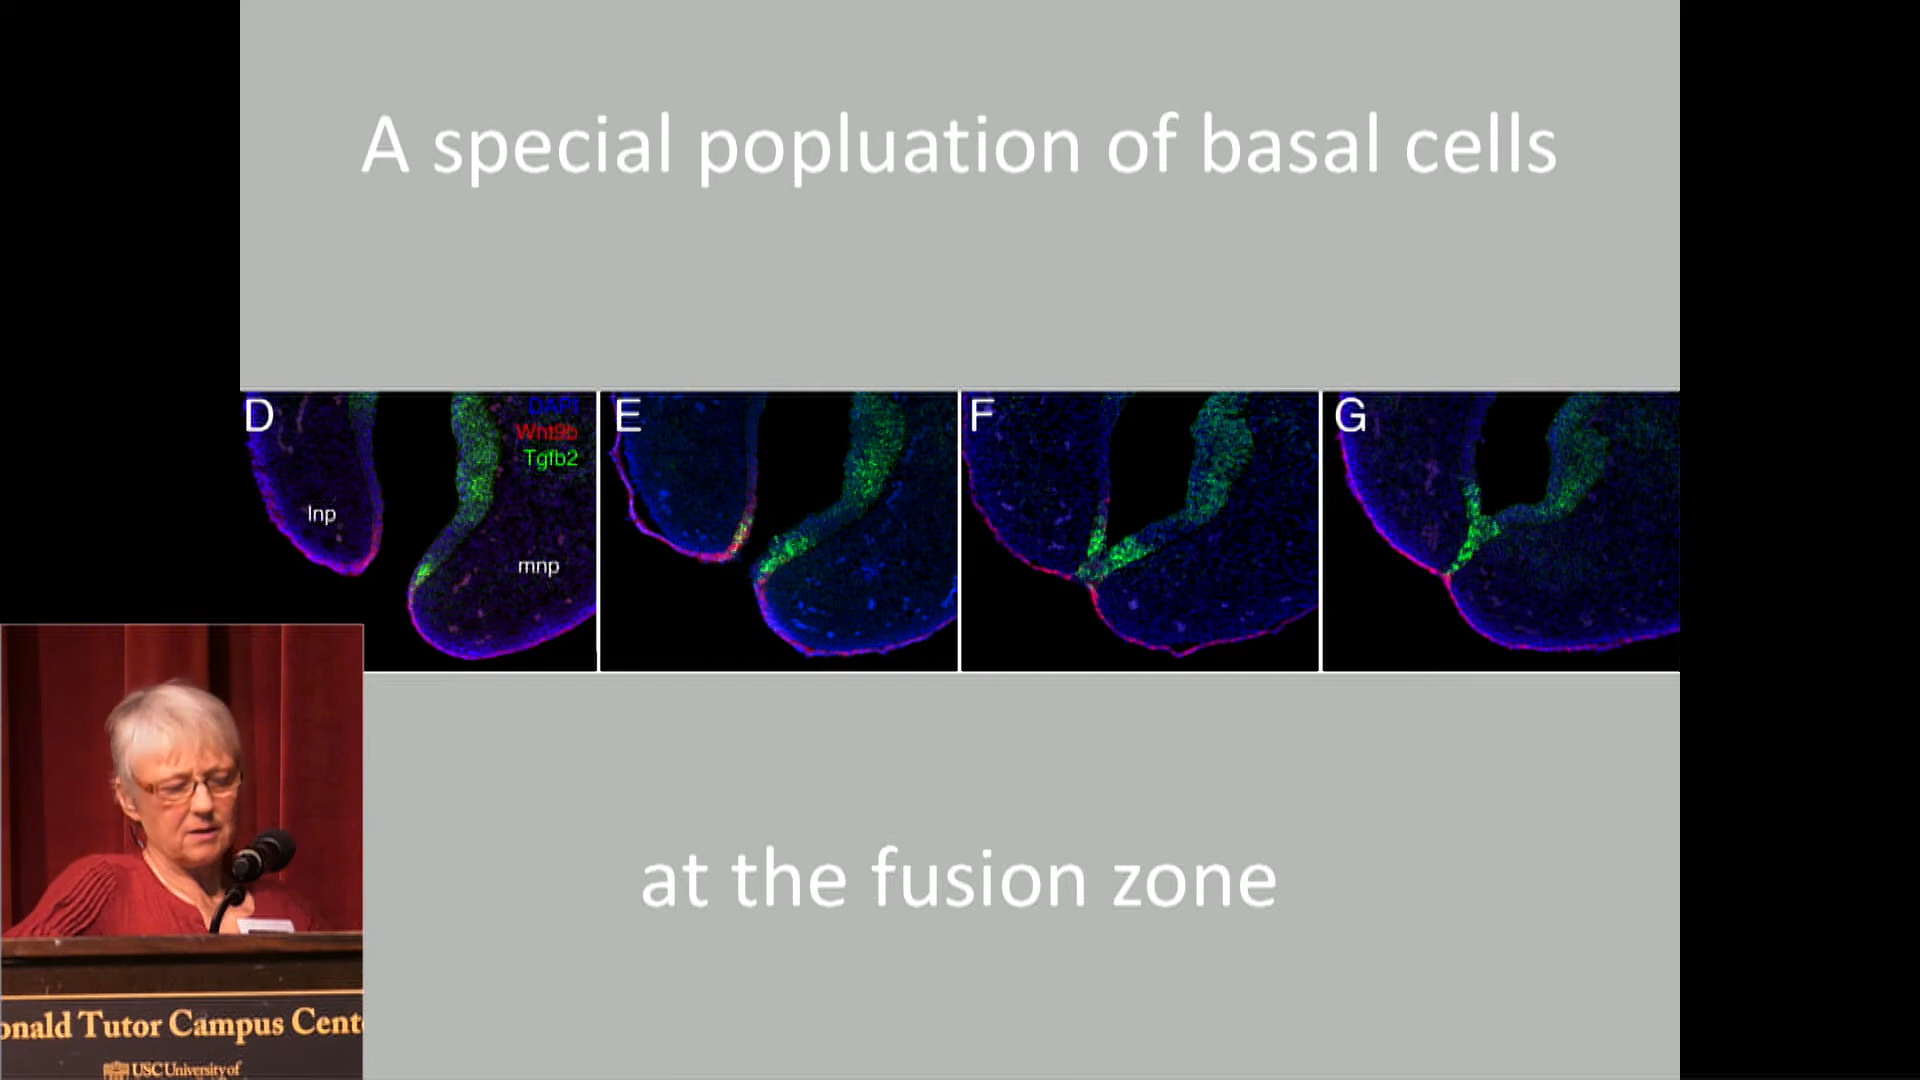 A special popluation of basal cells
D
E
F
G
DAPI
Wnt9b
Tgfb2
lnp
mnp
at the fusion zone
onald Tutor Campus Cent
USC University of